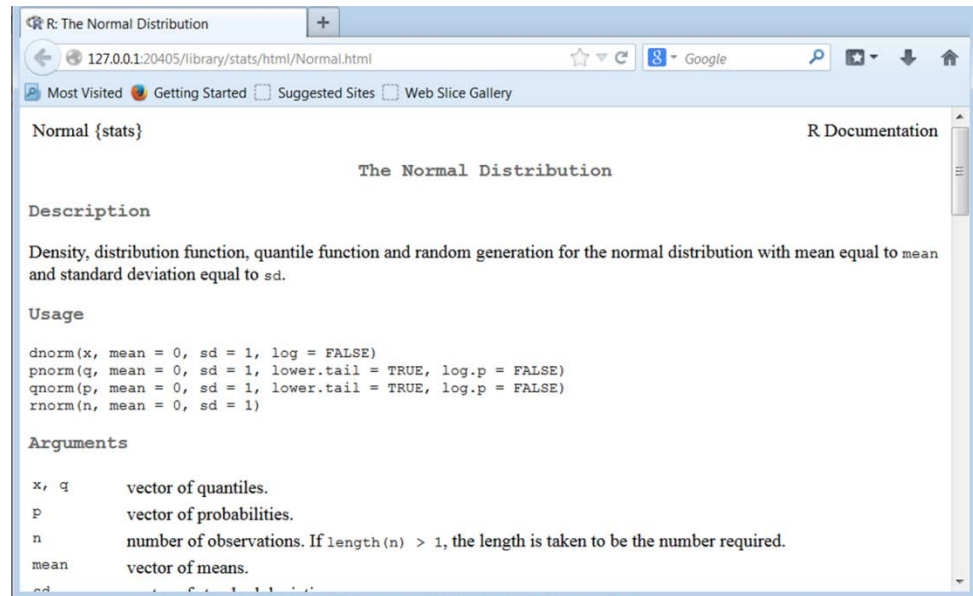 R: The Normal Distribution
+
127.0.0.1:20405/library/stats/html/Normal.html
8 Google
Most Visited Getting Started Suggested Sites Web Slice Gallery
Normal {stats} R Documentation
The Normal Distribution
Description
Density, distribution function, quantile function and random generation for the normal distribution with mean equal to mean
and standard deviation equal to sd.
Usage
dnorm(x, mean = 0, sd = 1, log = FALSE)
pnorm(q, mean = 0, sd = 1, lower.tail = TRUE, log.p = FALSE)
qnorm(p, mean = 0, sd = 1, lower.tail = TRUE, log.p = FALSE)
rnorm(n, mean = 0, sd = 1)
Arguments
x, q vector of quantiles.
p vector of probabilities.
n number of observations. If length(n) > 1, the length is taken to be the number required.
mean vector of means.